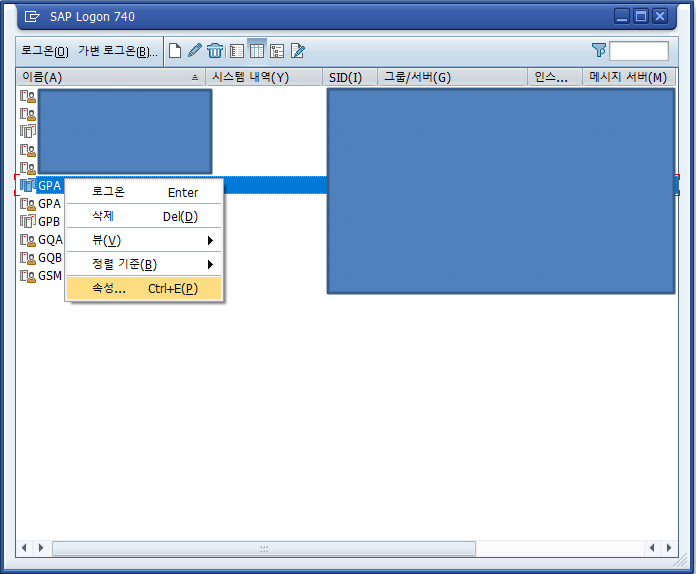 SAP Logon 740
로그온(O) 가변 로그온(B)...
이름(A) 시스템 내역(Y) SID(I) 그룹/서버(G) 인스... 메시지 서버(M)
GPA
GPA
GPB
GQA
GQB
GSM
로그온 Enter
삭제 Del(D)
뷰(V)
정렬 기준(B)
속성... Ctrl+E(P)